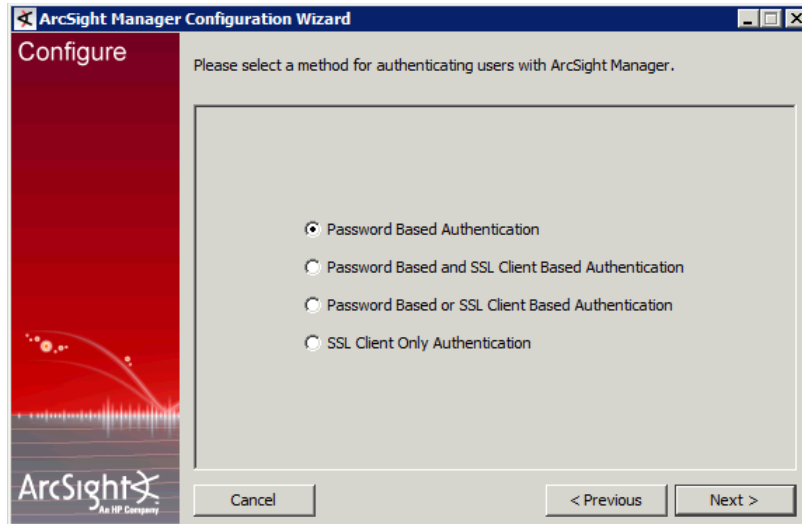 ArcSight Manager Configuration Wizard
Configure
Please select a method for authenticating users with ArcSight Manager.
Password Based Authentication
Password Based and SSL Client Based Authentication
Password Based or SSL Client Based Authentication
SSL Client Only Authentication
ArcSight
An HP Company
Cancel
< Previous
Next >